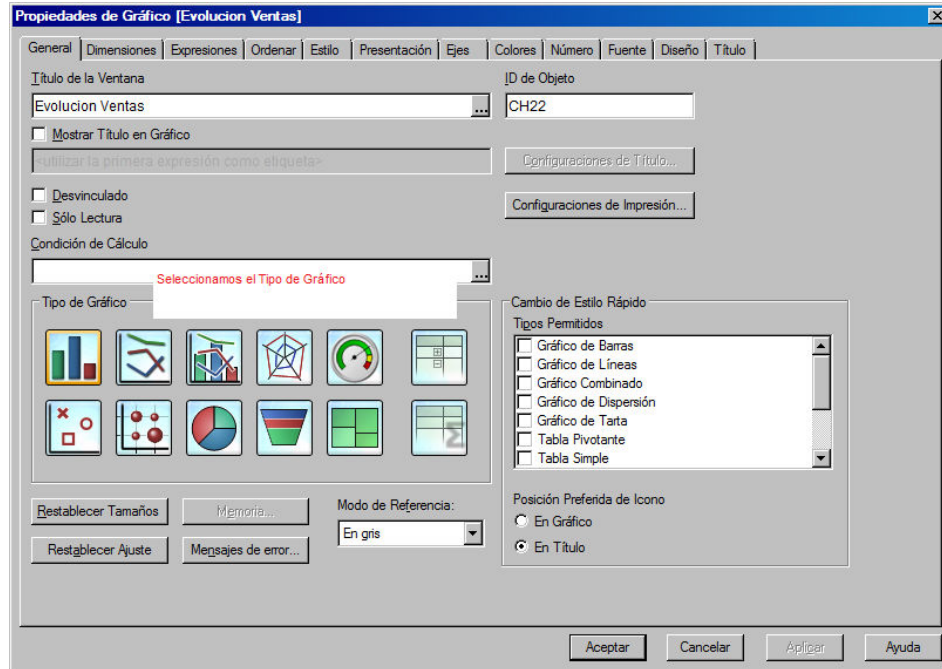 Propiedades de Gráfico [Evolucion Ventas]
General Dimensiones Expresiones Ordenar Estilo Presentación Ejes Colores Número Fuente Diseño Título
Título de la Ventana
ID de Objeto
Evolucion Ventas
...
CH22
Mostrar Título en Gráfico
<utilizar la primera expresión como etiqueta>
Configuraciones de Título...
Desvinculado
Sólo Lectura
Configuraciones de Impresión...
Condición de Cálculo
...
Seleccionamos el Tipo de Gráfico
Tipo de Gráfico
Cambio de Estilo Rápido
Tipos Permitidos
Gráfico de Barras
Gráfico de Líneas
Gráfico Combinado
Gráfico de Dispersión
Gráfico de Tarta
Tabla Pivotante
Tabla Simple
Restablecer Tamaños
Memoria...
Modo de Referencia:
En gris
Restablecer Ajuste
Mensajes de error...
Posición Preferida de Icono
En Gráfico
En Título
Aceptar Cancelar Aplicar Ayuda